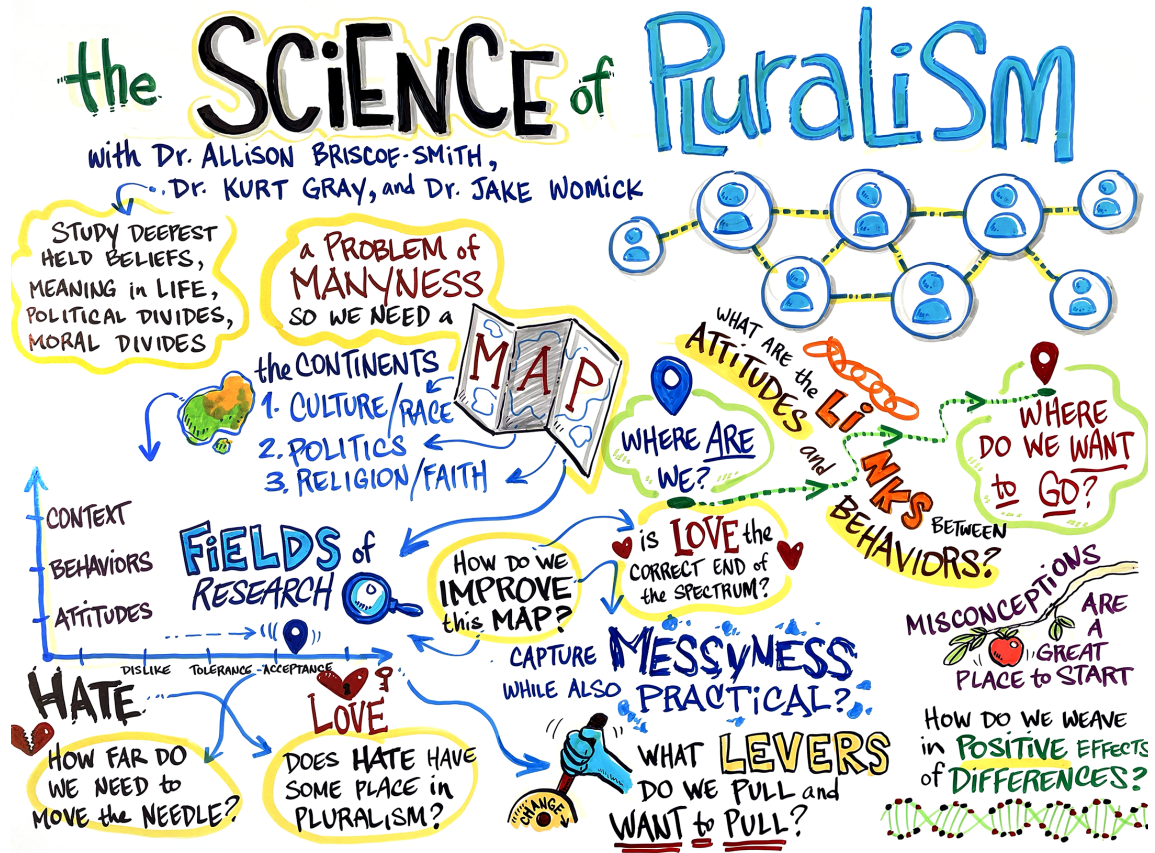 the SCiENCE of PluraliSm
with Dr. ALLISON BRISCOE-SMITH,
Dr. KURT GRAY, and Dr. JAKE WOMICK
STUDY DEEPEST
HELD BELIEFS,
MEANING in LIFE,
POLITICAL DIVIDES,
MORAL DIVIDES
a PROBLEM of
MANYNESS
SO WE NEED a
MAP
the CONTINENTS
1. CULTURE/RACE
2. POLITICS
3. RELIGION/FAITH
WHERE ARE
WE?
WHAT ARE the
ATTITUDES
LiNKS
and
BETWEEN
BEHAVIORS?
WHERE
DO WE WANT
to GO?
CONTEXT
BEHAVIORS
ATTITUDES
FiELDS of
RESEARCH
HOW DO WE
IMPROVE
this MAP?
is LOVE the
CORRECT END of
the SPECTRUM?
HATE
DISLIKE
TOLERANCE
ACCEPTANCE
LOVE
HOW FAR DO
WE NEED to
MOVE the NEEDLE?
DOES HATE HAVE
SOME PLACE in
PLURALISM?
CAPTURE MESSyNESS
WHILE ALSO PRACTICAL?
CHANGE
WHAT LEVERS
DO WE PULL and
WANT to PULL?
MISCONCEPTIONS
ARE
A
GREAT
PLACE to START
HOW DO WE WEAVE
in POSITIVE EFFECTS
of DIFFERENCES?